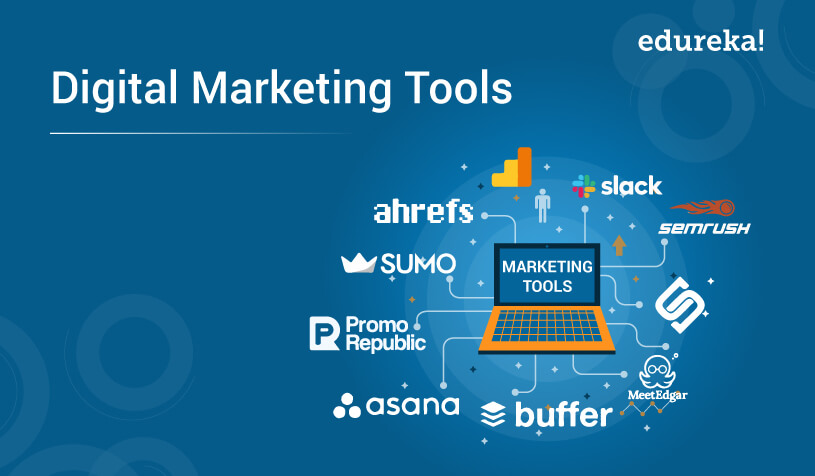 edureka!
Digital Marketing Tools
slack
ahrefs
SEMRUSH
SUMO
MARKETING
TOOLS
Promo
Republic
MeetEdgar
asana
buffer